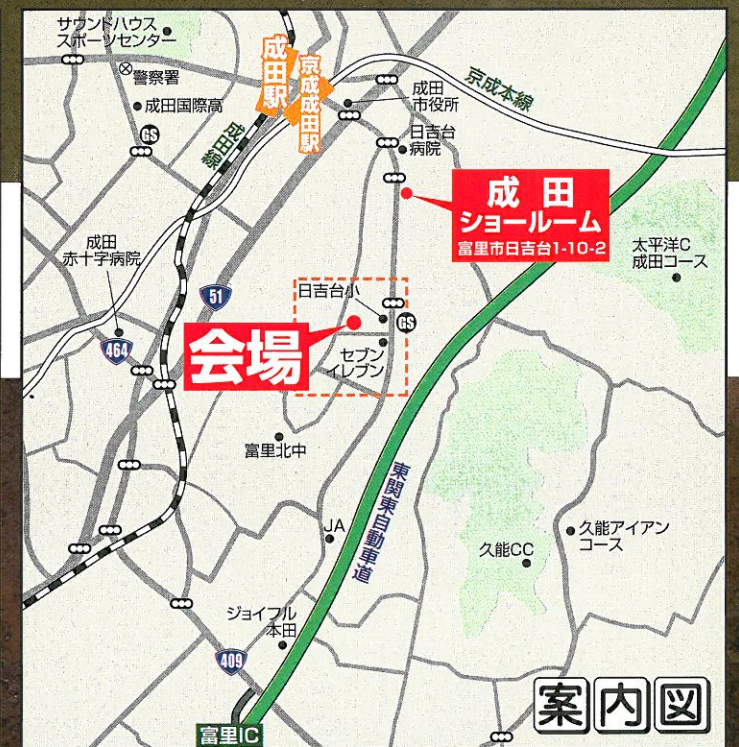 サウンドハウス
スポーツセンター
警察署
成田国際高
GS
成田線
成田駅
京成成田駅
成田
市役所
京成本線
日吉台
病院
成田
ショールーム
富里市日吉台1-10-2
太平洋C
成田コース
成田
赤十字病院
51
464
日吉台小
GS
会場
セブン
イレブン
富里北中
東関東自動車道
JA
久能CC
久能アイアン
コース
ジョイフル
本田
409
富里IC
案内図